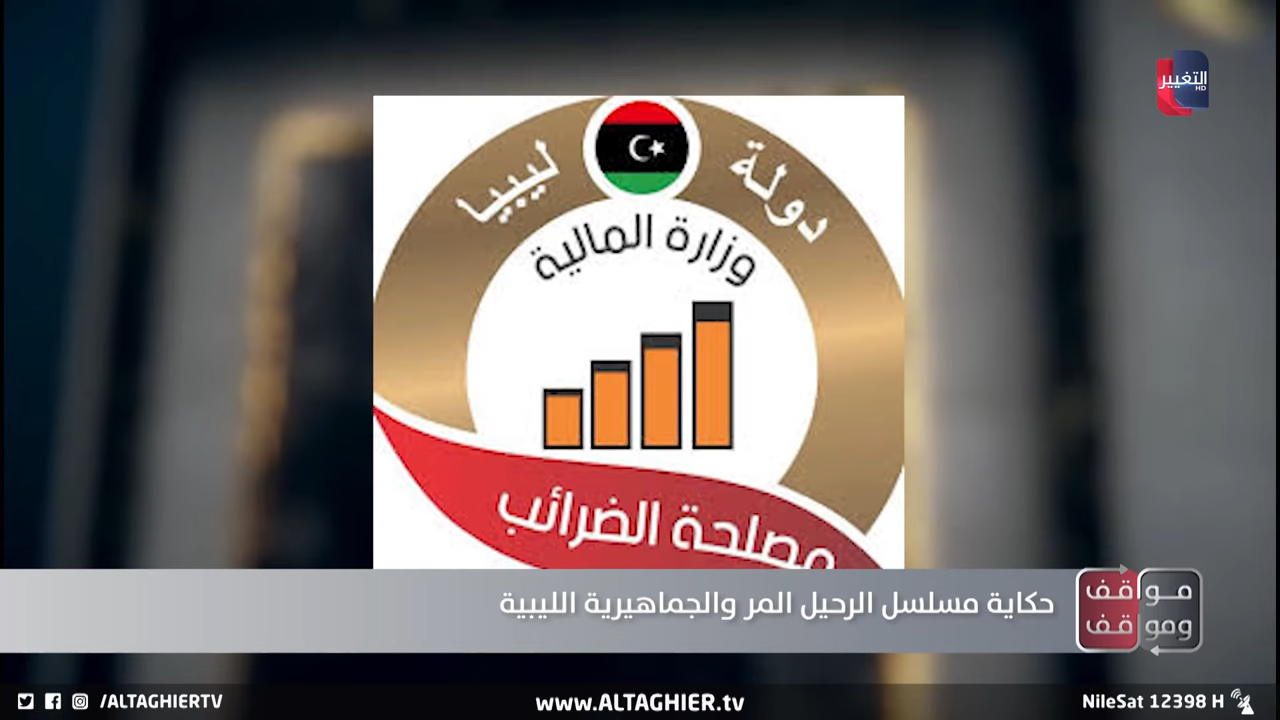 التغيير
HD
دولة ليبيا
وزارة المالية
مصلحة الضرائب
حكاية مسلسل الرحيل المر والجماهيرية الليبية
مواقف
ومواقف
/ALTAGHIERTV
www.ALTAGHIER.tv
NileSat 12398 H